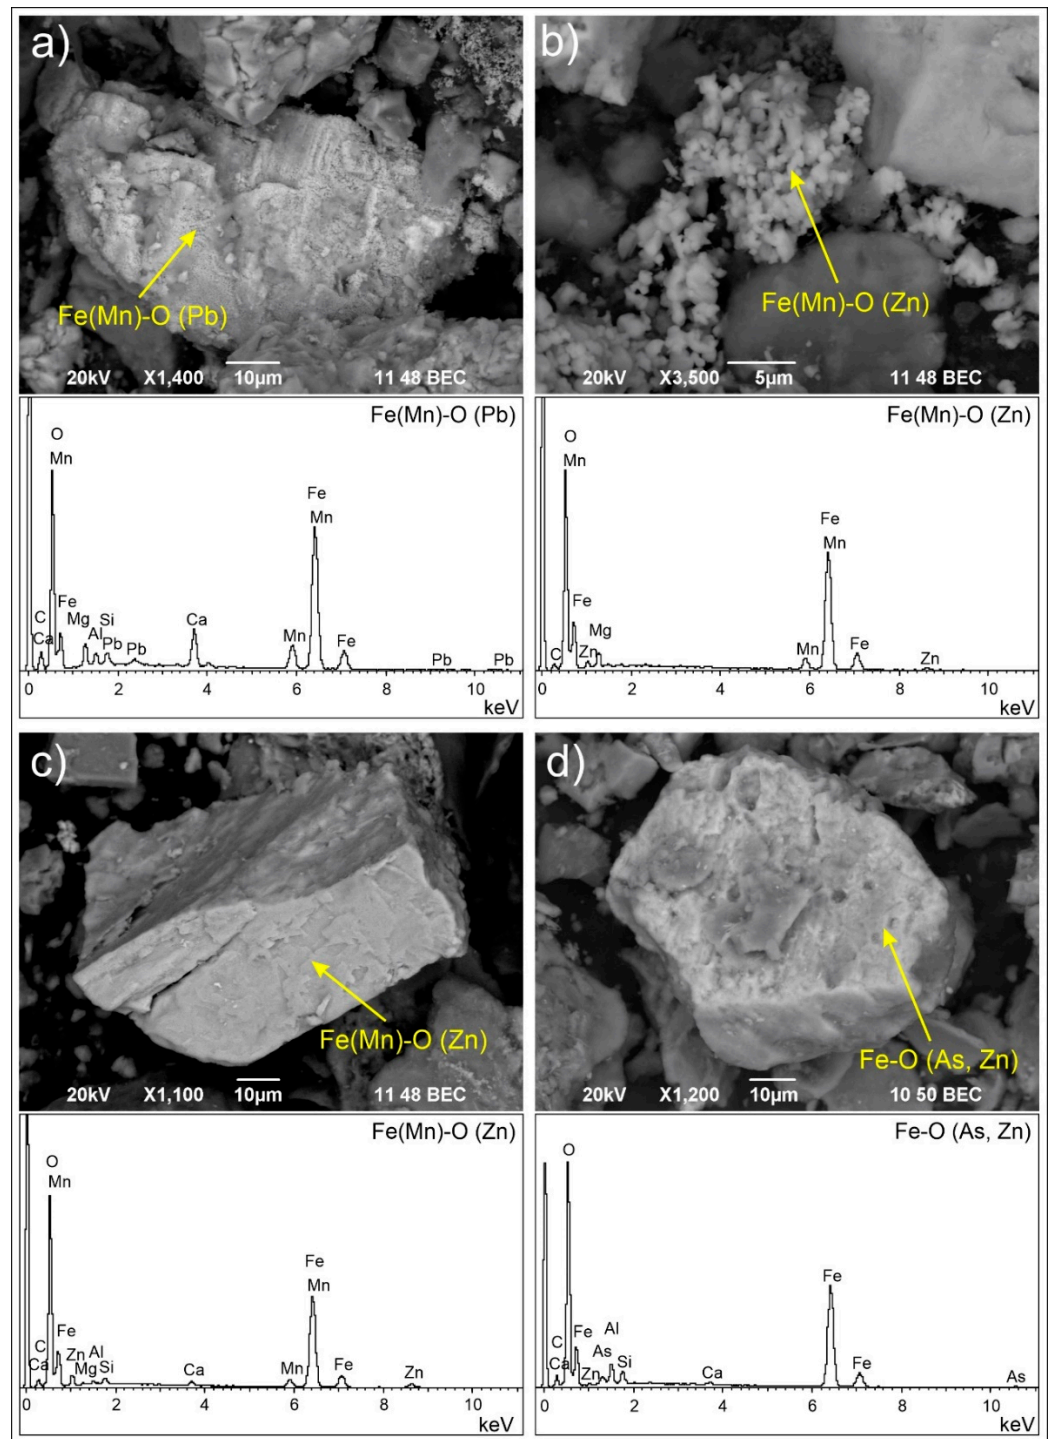 a)
Fe(Mn)-O (Pb)
20kV X1,400 10µm 11 48 BEC
b)
Fe(Mn)-O (Zn)
20kV X3,500 5µm 11 48 BEC
Fe(Mn)-O (Pb)
O
Mn
Fe
Mn
C
Ca
Fe
Mg
Si
Al
Pb
Pb
Ca
Mn
Fe
Pb
Pb
0 2 4 6 8 10
keV
Fe(Mn)-O (Zn)
O
Mn
Fe
Mn
Fe
C
Zn
Mg
Mn
Fe
Zn
0 2 4 6 8 10
keV
c)
Fe(Mn)-O (Zn)
20kV X1,100 10µm 11 48 BEC
d)
Fe-O (As, Zn)
20kV X1,200 10µm 10 50 BEC
Fe(Mn)-O (Zn)
O
Mn
Fe
Mn
C
Ca
Fe
Zn
Mg
Al
Si
Ca
Mn
Fe
Zn
0 2 4 6 8 10
keV
Fe-O (As, Zn)
O
Fe
C
Ca
Fe
Zn
As
Al
Si
Ca
Fe
As
0 2 4 6 8 10
keV